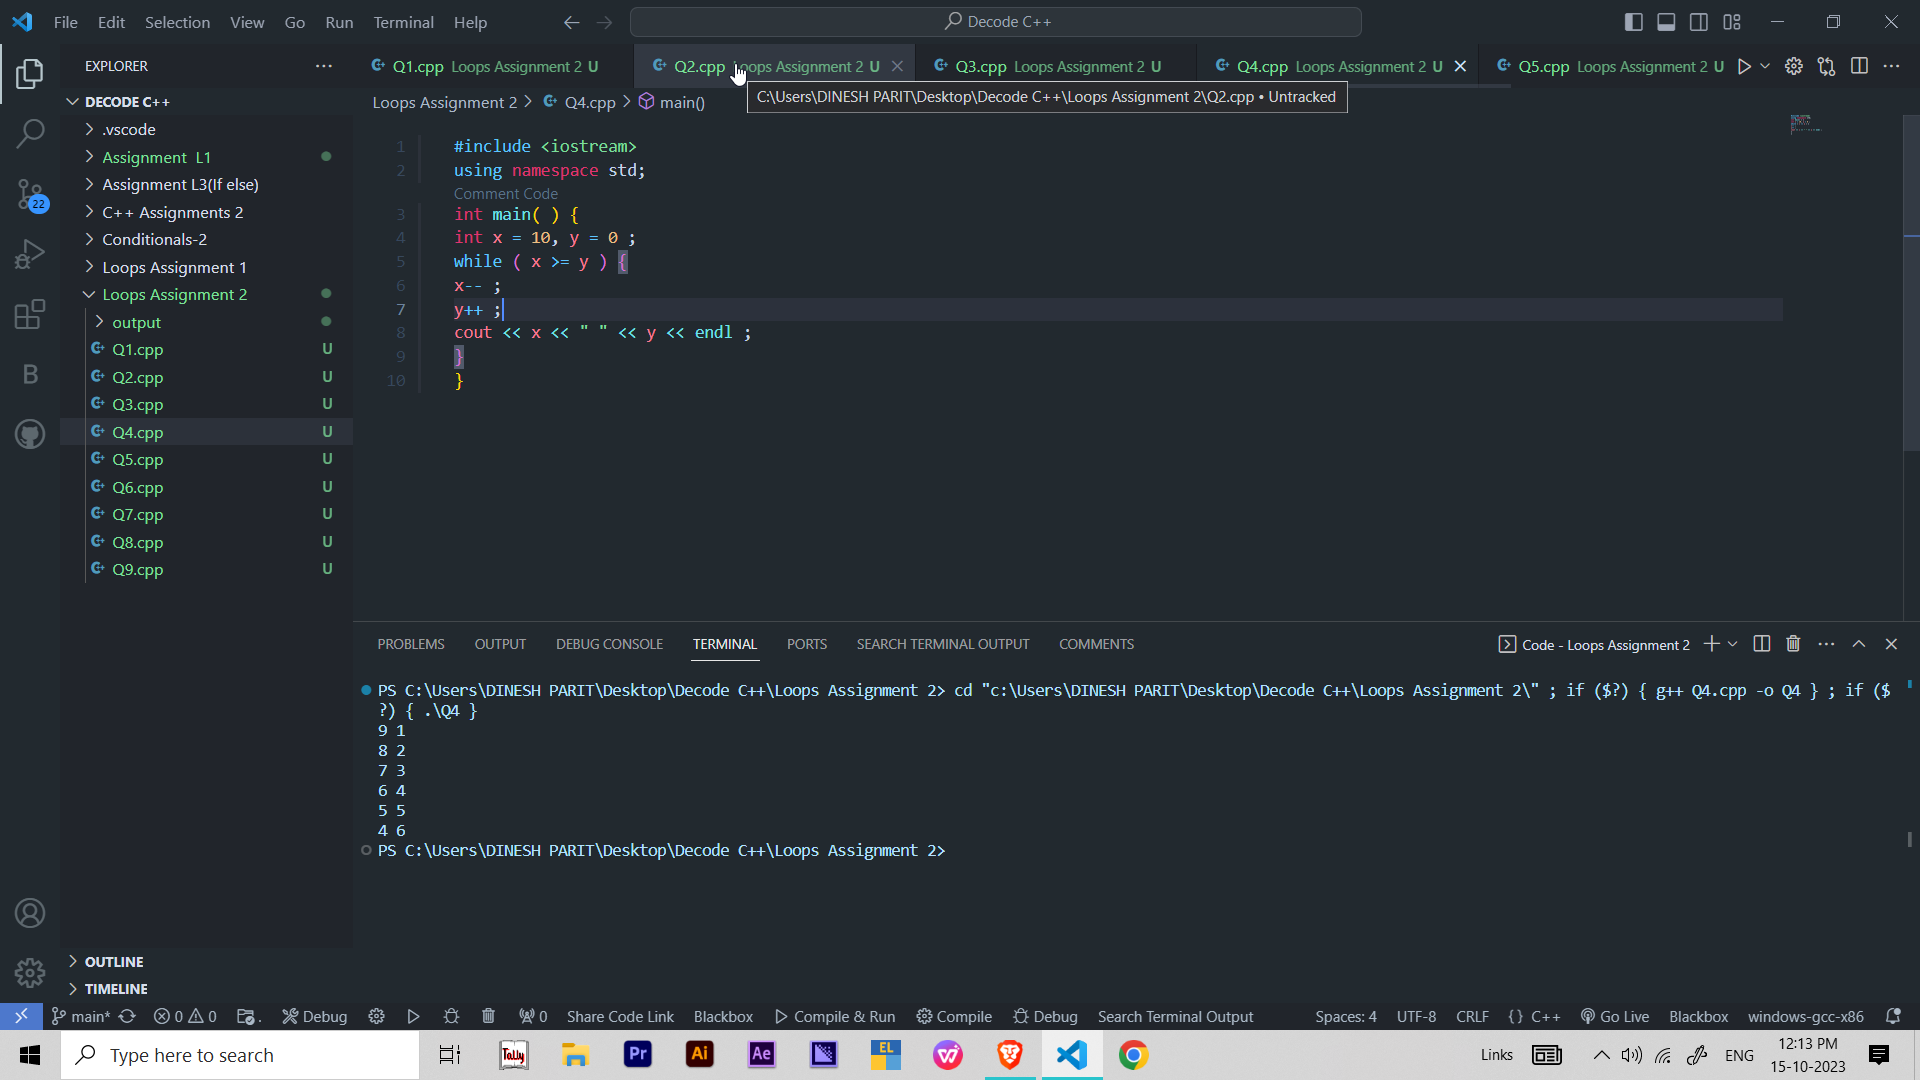 File Edit Selection View Go Run Terminal Help
Decode C++
EXPLORER
Q1.cpp Loops Assignment 2 U
Q2.cpp Loops Assignment 2 U
Q3.cpp Loops Assignment 2 U
Q4.cpp Loops Assignment 2 U
Q5.cpp Loops Assignment 2 U
Loops Assignment 2 > Q4.cpp > main()
C:\Users\DINESH PARIT\Desktop\Decode C++\Loops Assignment 2\Q2.cpp • Untracked
DECODE C++
.vscode
Assignment L1
Assignment L3(If else)
C++ Assignments 2
Conditionals-2
Loops Assignment 1
Loops Assignment 2
output
Q1.cpp U
Q2.cpp U
Q3.cpp U
Q4.cpp U
Q5.cpp U
Q6.cpp U
Q7.cpp U
Q8.cpp U
Q9.cpp U
22
B
OUTLINE
TIMELINE
1 #include <iostream>
2 using namespace std;
Comment Code
3 int main( ) {
4 int x = 10, y = 0 ;
5 while ( x >= y ) {
6 x-- ;
7 y++ ;
8 cout << x << " " << y << endl ;
9 }
10 }
PROBLEMS OUTPUT DEBUG CONSOLE TERMINAL PORTS SEARCH TERMINAL OUTPUT COMMENTS
Code - Loops Assignment 2
PS C:\Users\DINESH PARIT\Desktop\Decode C++\Loops Assignment 2> cd "c:\Users\DINESH PARIT\Desktop\Decode C++\Loops Assignment 2\" ; if ($?) { g++ Q4.cpp -o Q4 } ; if ($
?) { .\Q4 }
9 1
8 2
7 3
6 4
5 5
4 6
PS C:\Users\DINESH PARIT\Desktop\Decode C++\Loops Assignment 2>
main* 0 0 . Debug 0 Share Code Link Blackbox Compile & Run Compile Debug Search Terminal Output Spaces: 4 UTF-8 CRLF {} C++ Go Live Blackbox windows-gcc-x86
Type here to search
Tally Pr Ai Ae EL
Links ENG
12:13 PM
15-10-2023